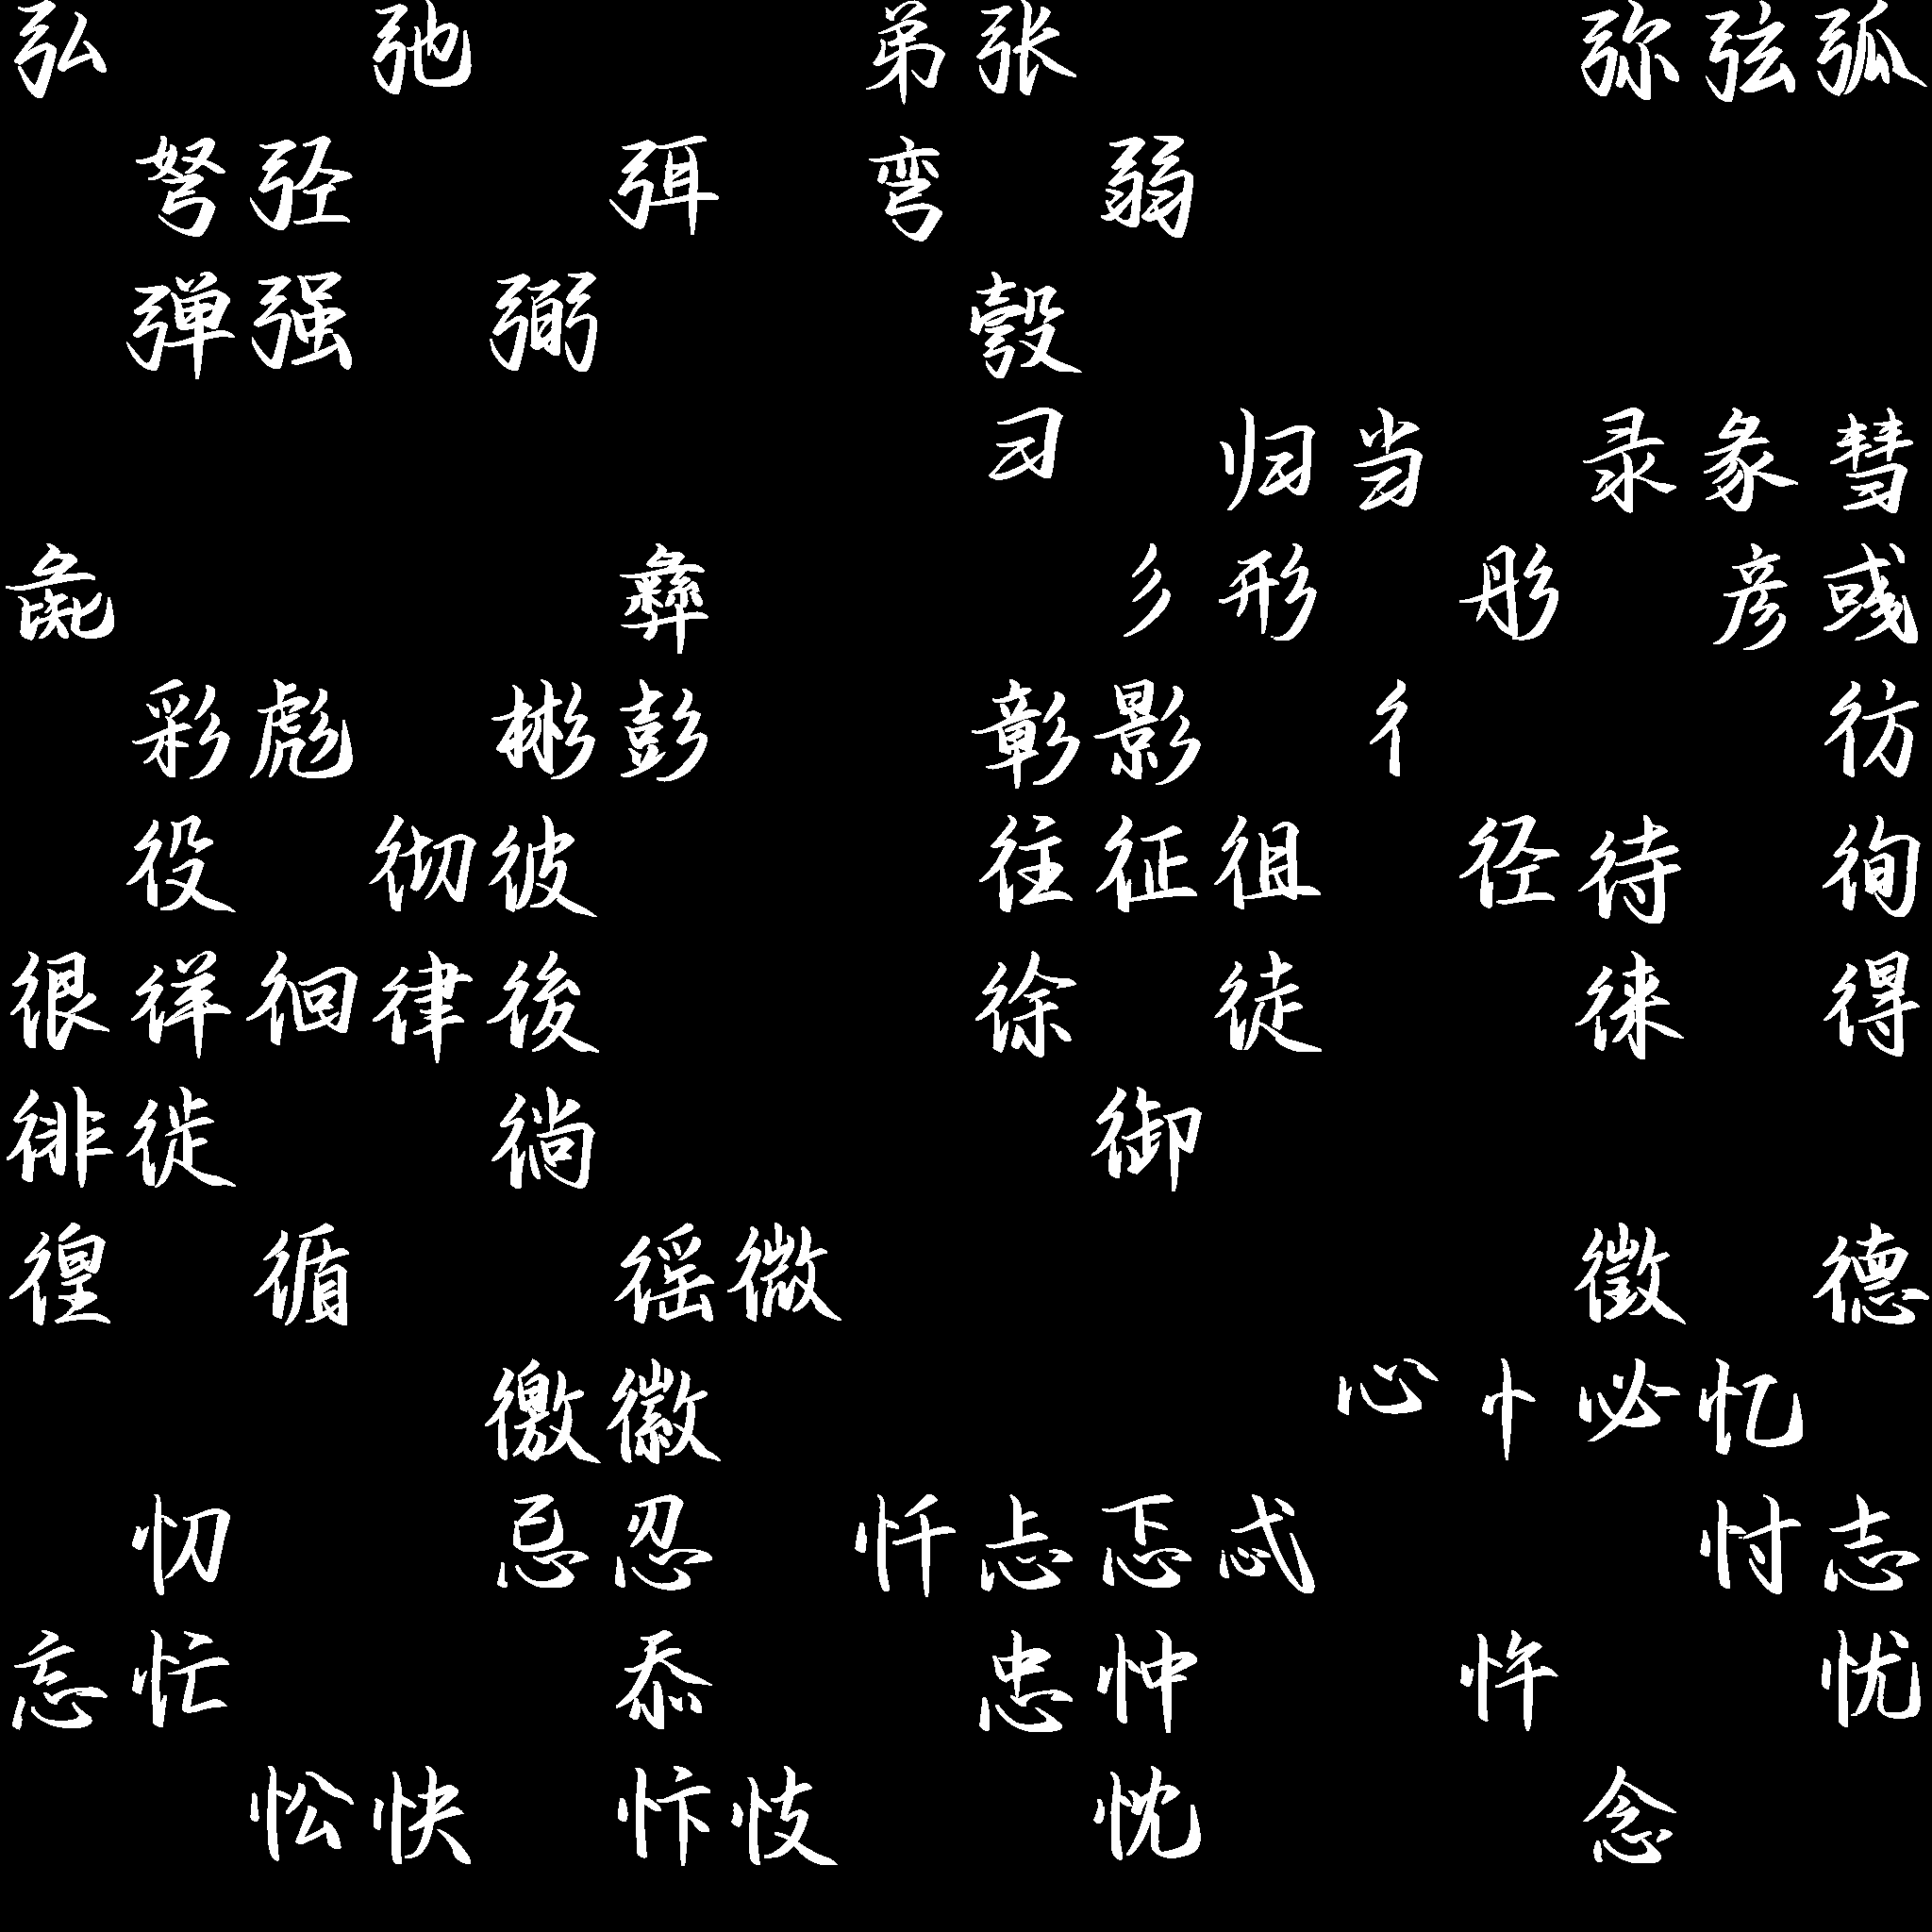 弘 弛 弟 张 弥 弦 弧
弩 弪 弭 弯 弱
弹 强 弼 彀
归 当 录 彖 彗
彘 彝 彡 形 彤 彦 彧
彩 彪 彬 彭 彰 影 彳 彷
役 彻 彼 往 征 徂 径 待 徇
很 徉 徊 律 後 徐 徒 徕 得
徘 徙 徜 御
徨 循 徭 微 徵 德
徼 徽 心 忄 必 忆
忉 忌 忍 忏 忐 忑 忒 忖 志
忘 忙 忝 忠 忡 忤 忧
忪 快 忭 忮 忱 念